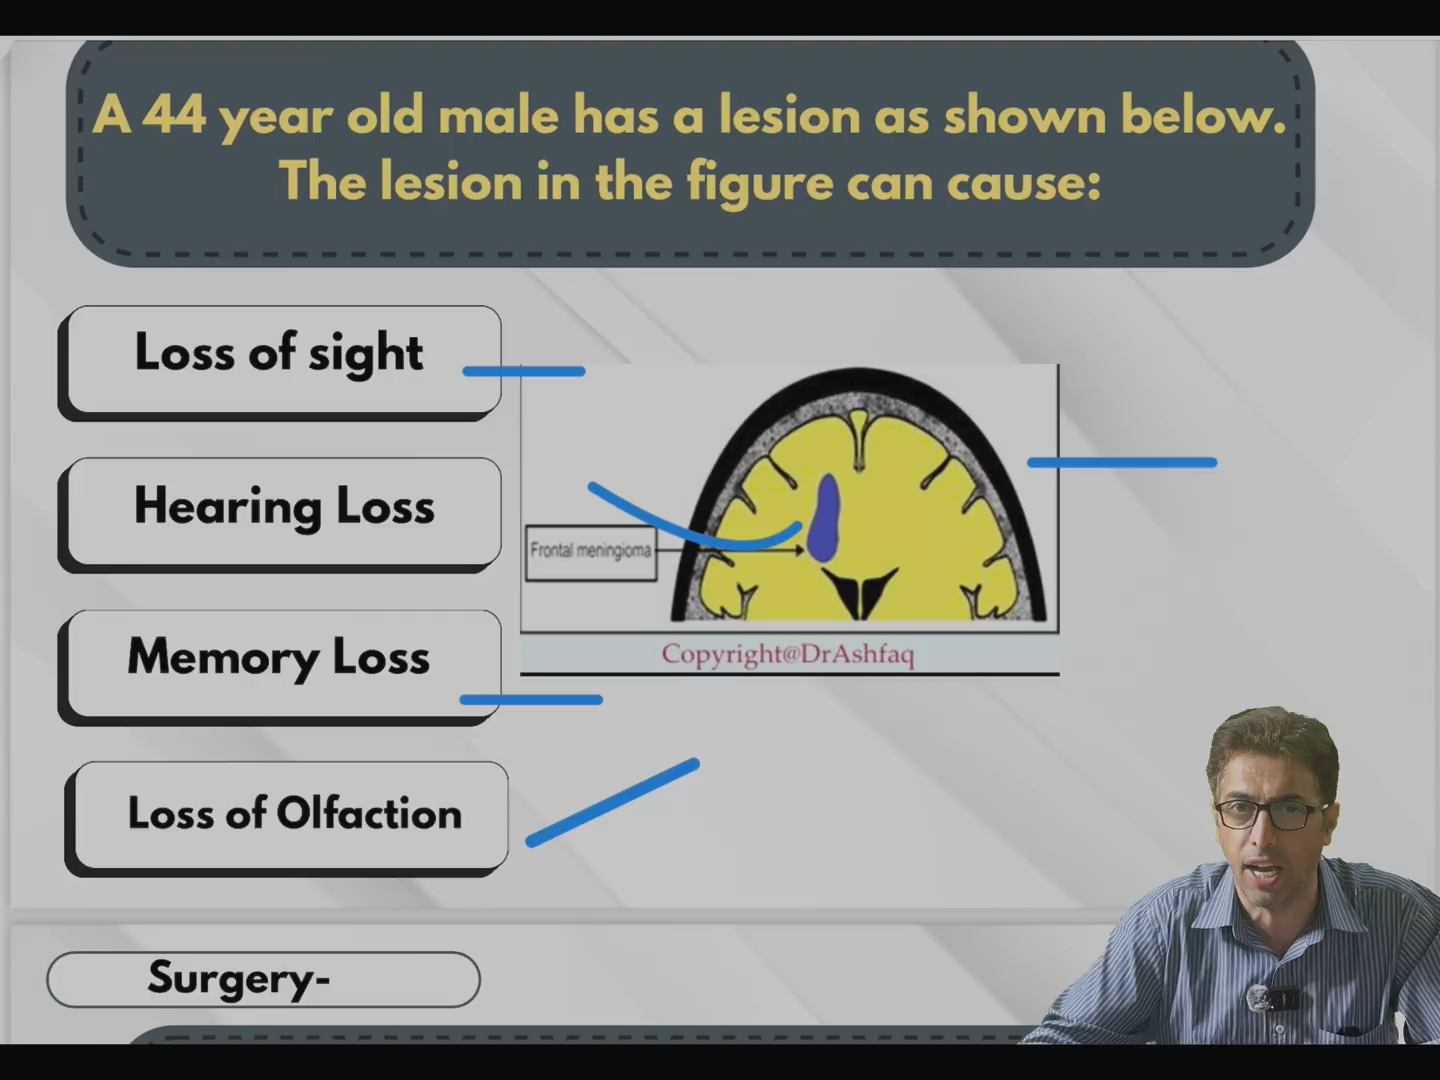 A 44 year old male has a lesion as shown below.
The lesion in the figure can cause:
Loss of sight
Hearing Loss
Frontal meningioma
Memory Loss
Copyright@DrAshfaq
Loss of Olfaction
Surgery-